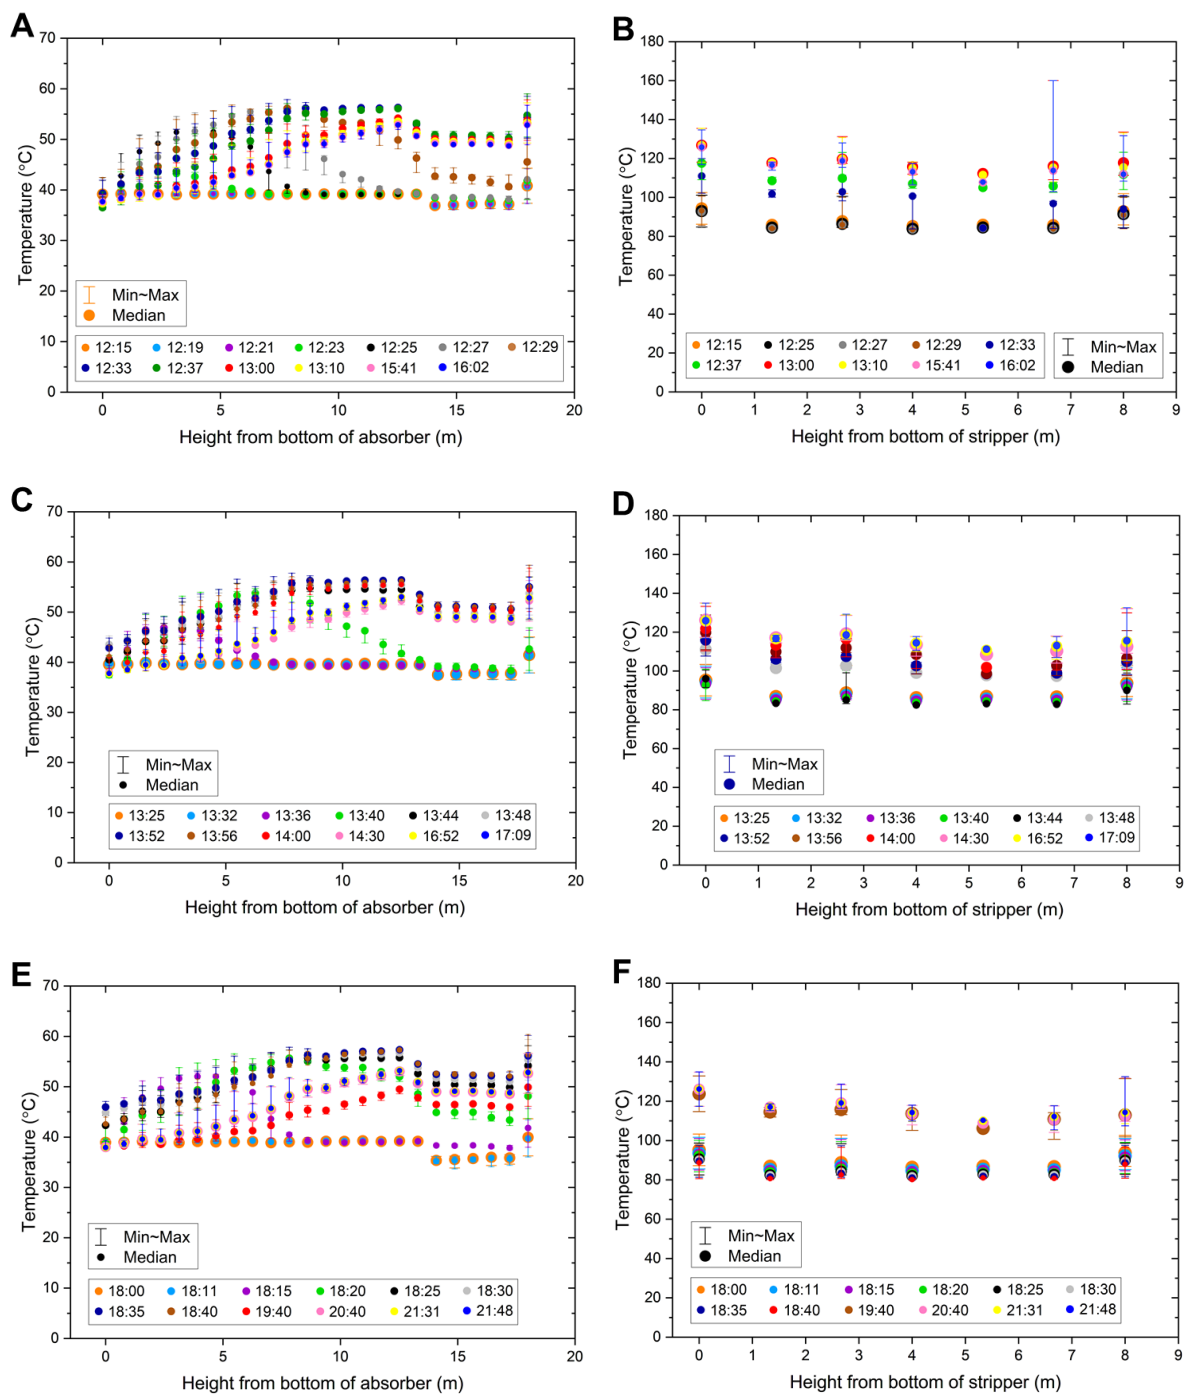 A
70
60
50
40
30
20
10
0
Temperature (°C)
Min~Max
Median
12:15 12:19 12:21 12:23 12:25 12:27 12:29
12:33 12:37 13:00 13:10 15:41 16:02
0 5 10 15 20
Height from bottom of absorber (m)
B
180
160
140
120
100
80
60
40
20
0
Temperature (°C)
12:15 12:25 12:27 12:29 12:33
12:37 13:00 13:10 15:41 16:02
Min~Max
Median
0 1 2 3 4 5 6 7 8 9
Height from bottom of stripper (m)
C
70
60
50
40
30
20
10
0
Temperature (°C)
Min~Max
Median
13:25 13:32 13:36 13:40 13:44 13:48
13:52 13:56 14:00 14:30 16:52 17:09
0 5 10 15 20
Height from bottom of absorber (m)
D
180
160
140
120
100
80
60
40
20
0
Temperature (°C)
Min~Max
Median
13:25 13:32 13:36 13:40 13:44 13:48
13:52 13:56 14:00 14:30 16:52 17:09
0 1 2 3 4 5 6 7 8 9
Height from bottom of stripper (m)
E
70
60
50
40
30
20
10
0
Temperature (°C)
Min~Max
Median
18:00 18:11 18:15 18:20 18:25 18:30
18:35 18:40 19:40 20:40 21:31 21:48
0 5 10 15 20
Height from bottom of absorber (m)
F
180
160
140
120
100
80
60
40
20
0
Temperature (°C)
Min~Max
Median
18:00 18:11 18:15 18:20 18:25 18:30
18:35 18:40 19:40 20:40 21:31 21:48
0 1 2 3 4 5 6 7 8 9
Height from bottom of stripper (m)